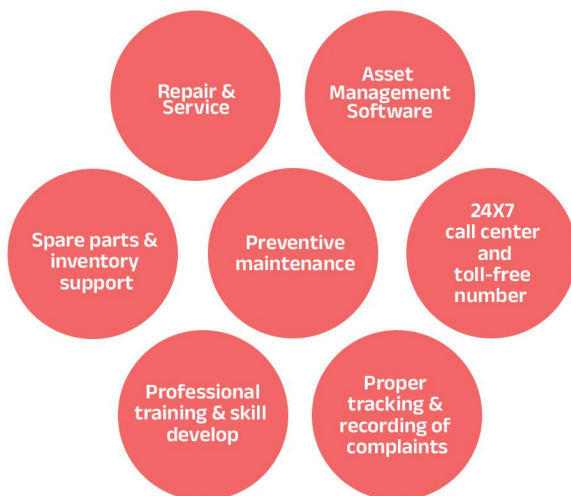 Repair &
Service
Asset
Management
Software
Spare parts &
inventory
support
Preventive
maintenance
24X7
call center
and
toll-free
number
Professional
training & skill
develop
Proper
tracking &
recording of
complaints